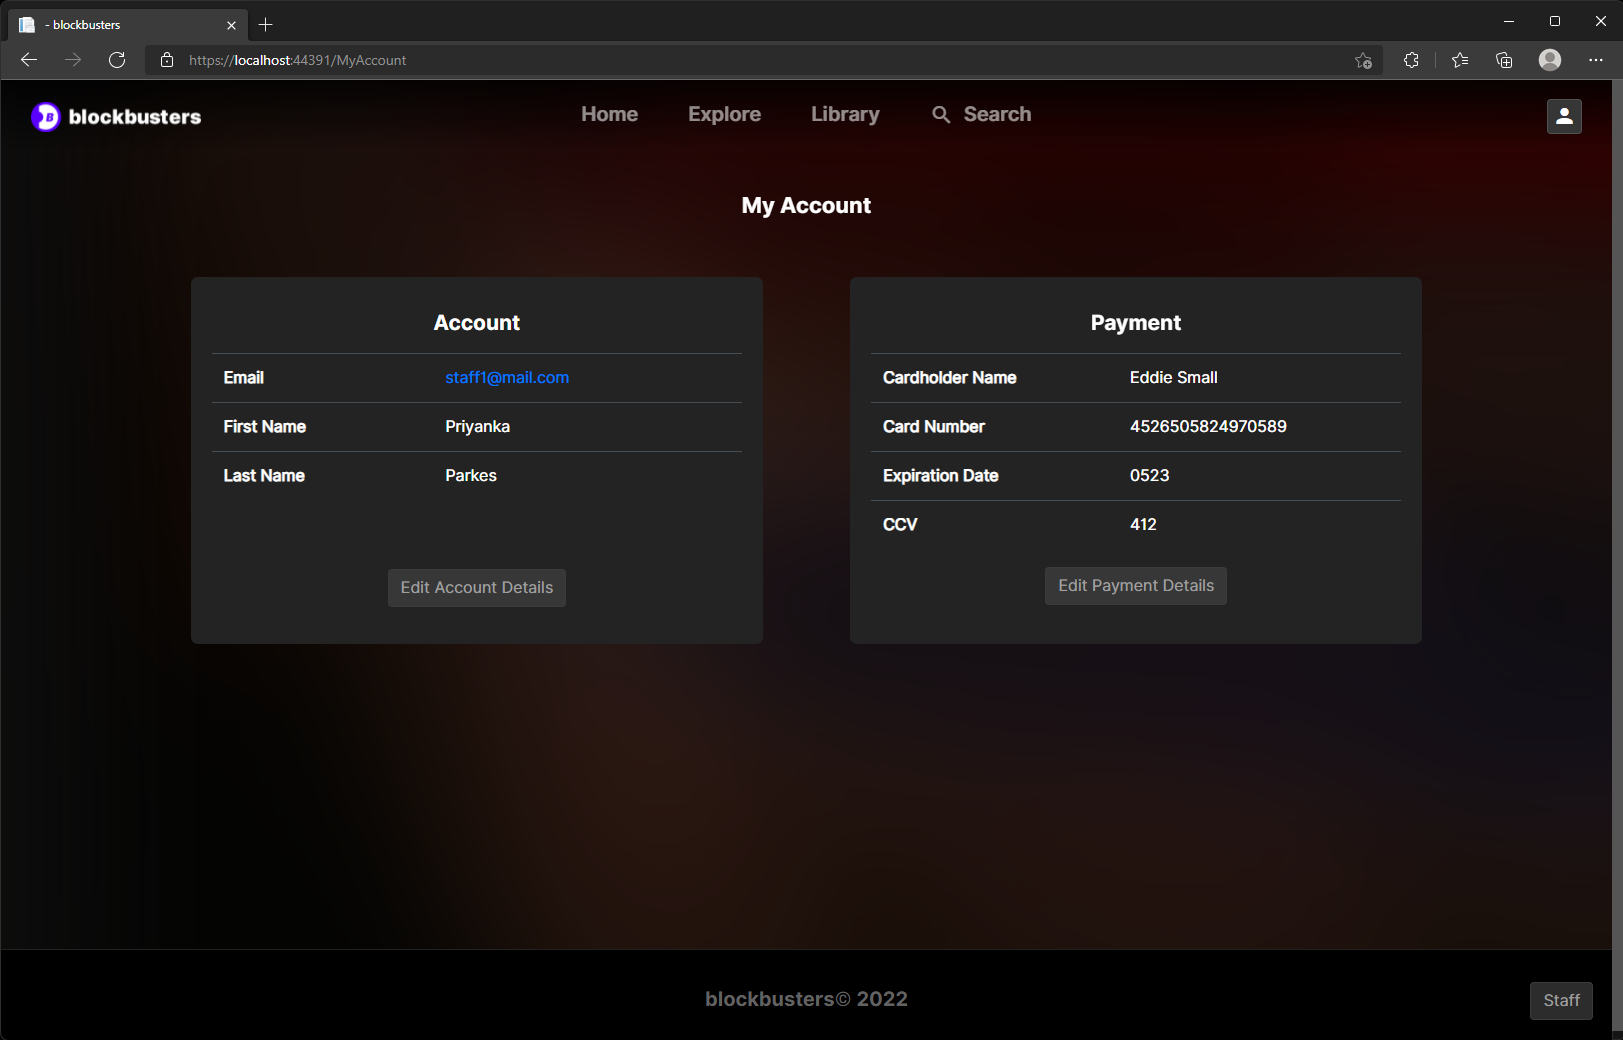 - blockbusters
https://localhost:44391/MyAccount
blockbusters
Home Explore Library Search
My Account
Account
Email staff1@mail.com
First Name Priyanka
Last Name Parkes
Edit Account Details
Payment
Cardholder Name Eddie Small
Card Number 4526505824970589
Expiration Date 0523
CCV 412
Edit Payment Details
blockbusters© 2022
Staff